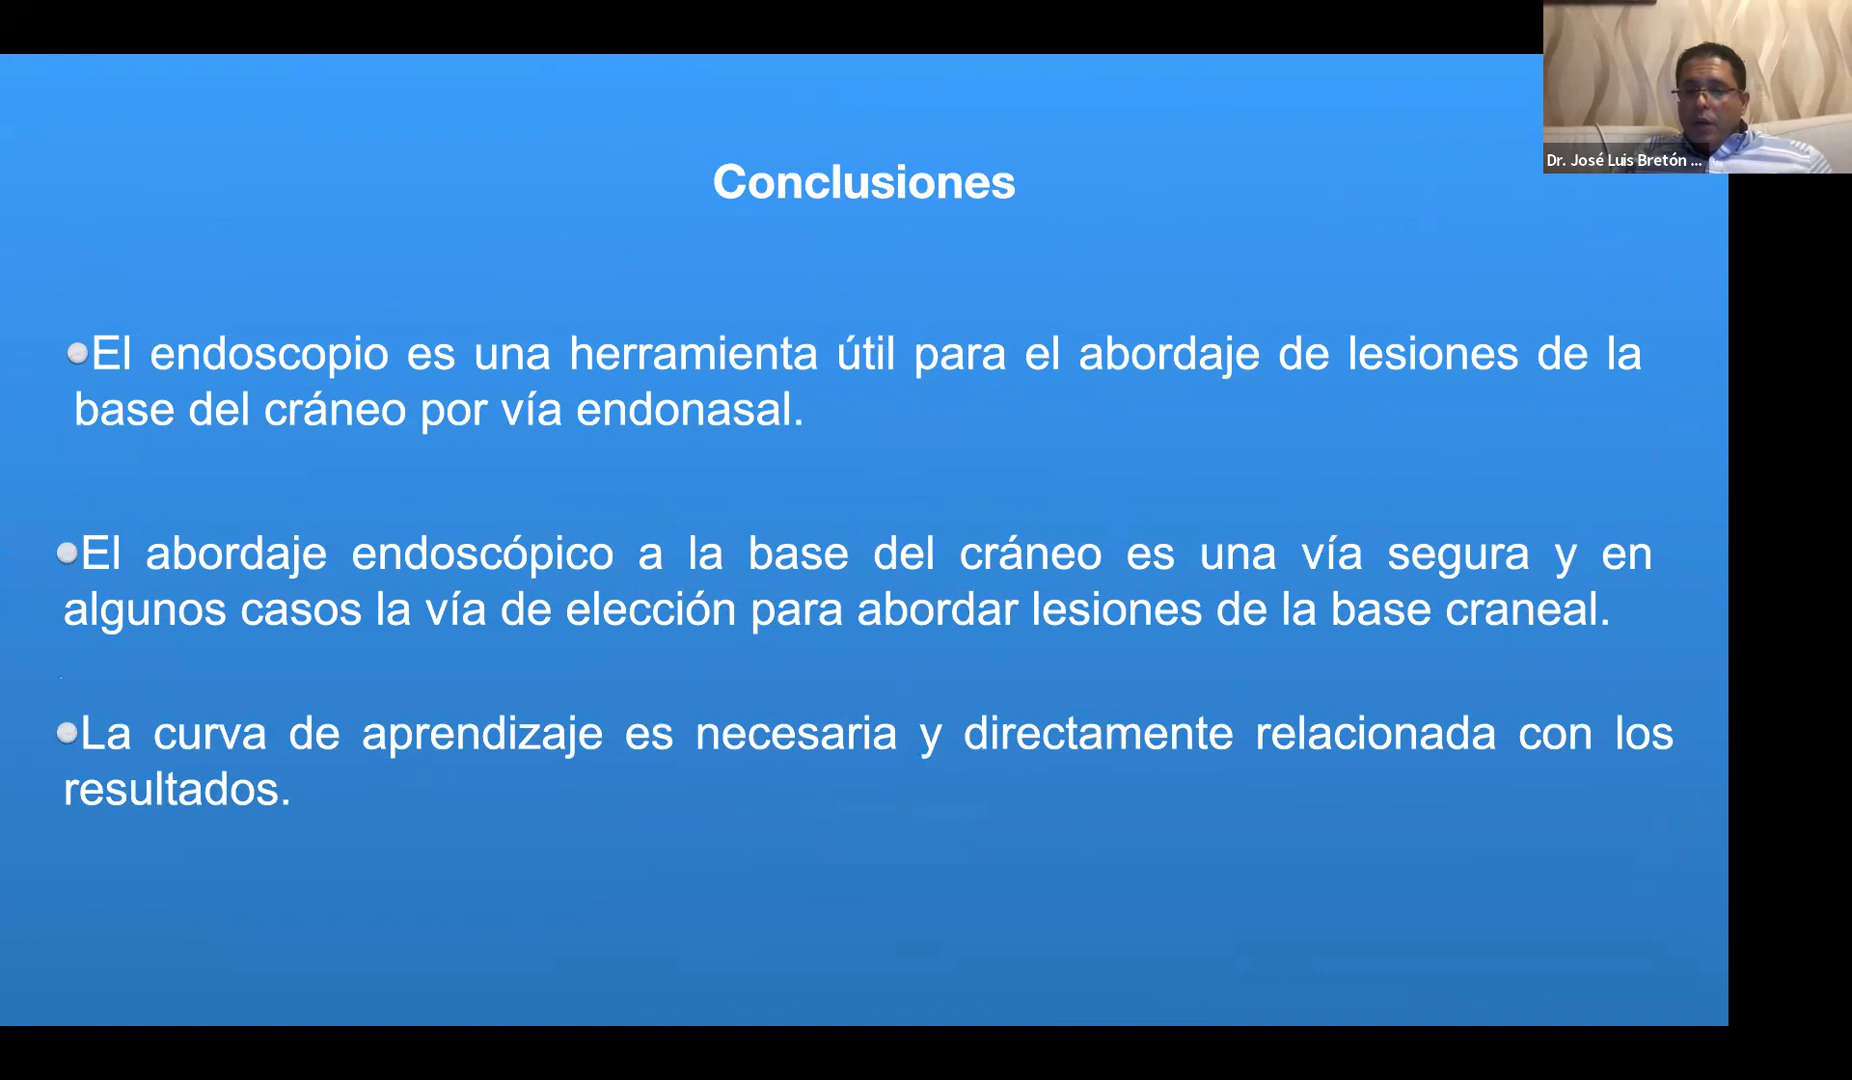 Dr. José Luis Bretón ...
Conclusiones
El endoscopio es una herramienta útil para el abordaje de lesiones de la
base del cráneo por vía endonasal.
El abordaje endoscópico a la base del cráneo es una vía segura y en
algunos casos la vía de elección para abordar lesiones de la base craneal.
La curva de aprendizaje es necesaria y directamente relacionada con los
resultados.